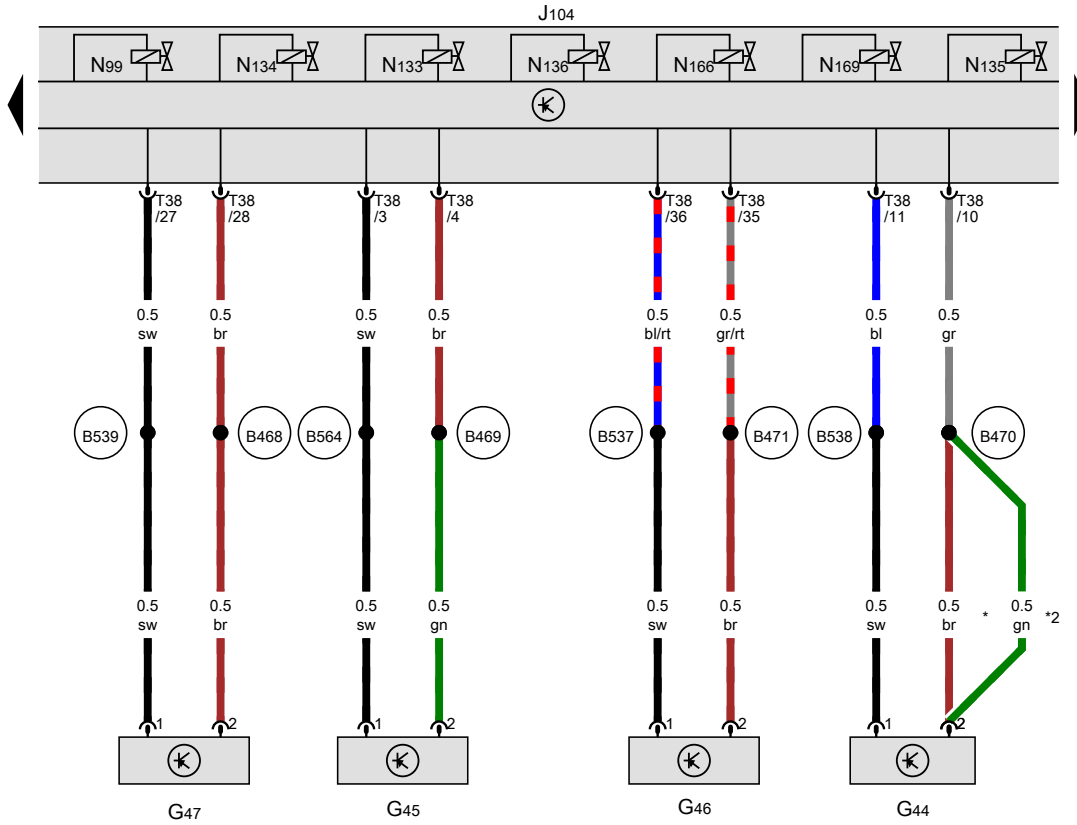 J104
N99 N134 N133 N136 N166 N169 N135
T38 T38 T38 T38 T38 T38 T38 T38
/27 /28 /3 /4 /36 /35 /11 /10
0.5 0.5 0.5 0.5 0.5 0.5 0.5 0.5
sw br sw br bl/rt gr/rt bl gr
B539 B468 B564 B469 B537 B471 B538 B470
0.5 0.5 0.5 0.5 0.5 0.5 0.5 0.5 0.5
sw br sw gn sw br sw br * gn *2
1 2 1 2 1 2 1 2
G47 G45 G46 G44